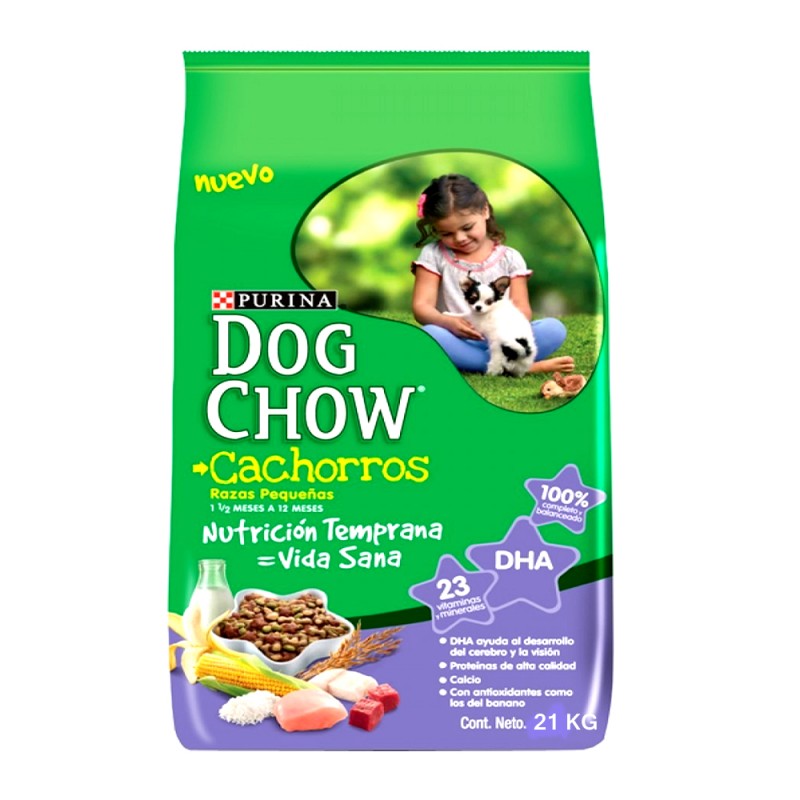 nuevo
PURINA
DOG
CHOW®
Cachorros
Razas Pequeñas
1 1/2 MESES A 12 MESES
Nutrición Temprana
=Vida Sana
100%
completo y
balanceado
DHA
23
vitaminas
y minerales
• DHA ayuda al desarrollo
del cerebro y la visión
• Proteinas de alta calidad
• Calcio
• Con antioxidantes como
los del banano
Cont. Neto. 21 KG